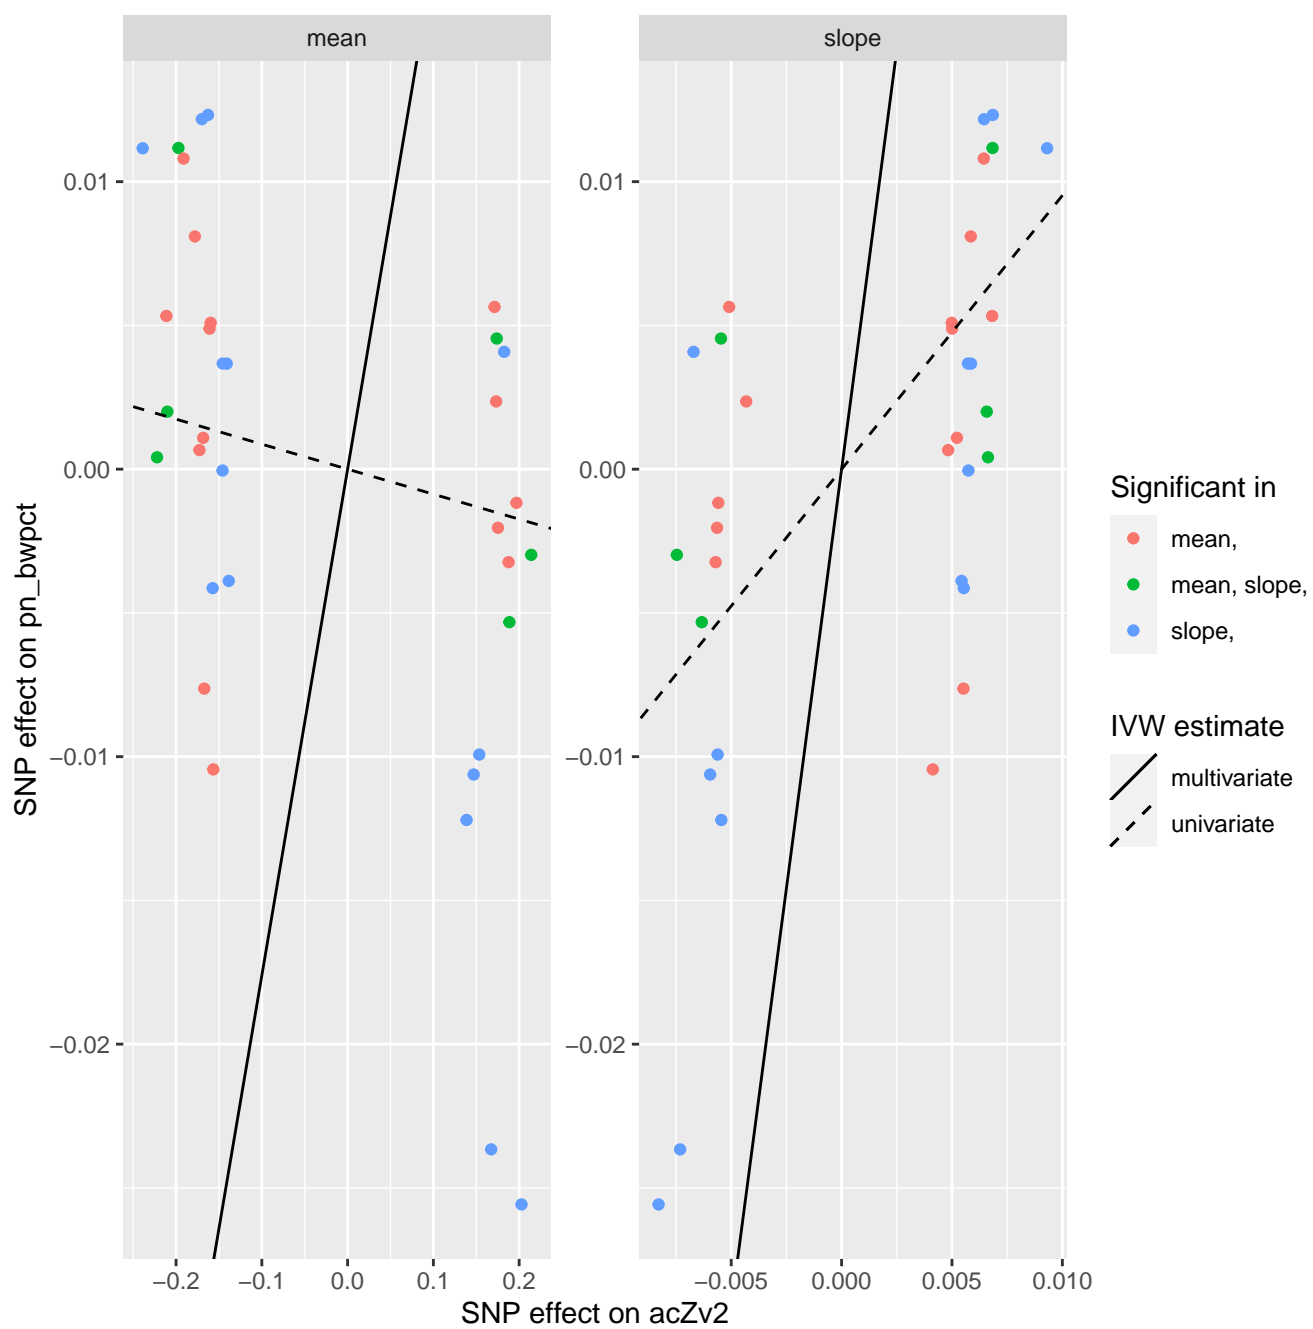 mean
slope
0.01
0.00
−0.01
−0.02
0.01
0.00
−0.01
−0.02
−0.2
−0.1
0.0
0.1
0.2
−0.005
0.000
0.005
0.010
SNP effect on acZv2
SNP effect on pn_bwpct
Significant in
mean,
mean, slope,
slope,
IVW estimate
multivariate
univariate